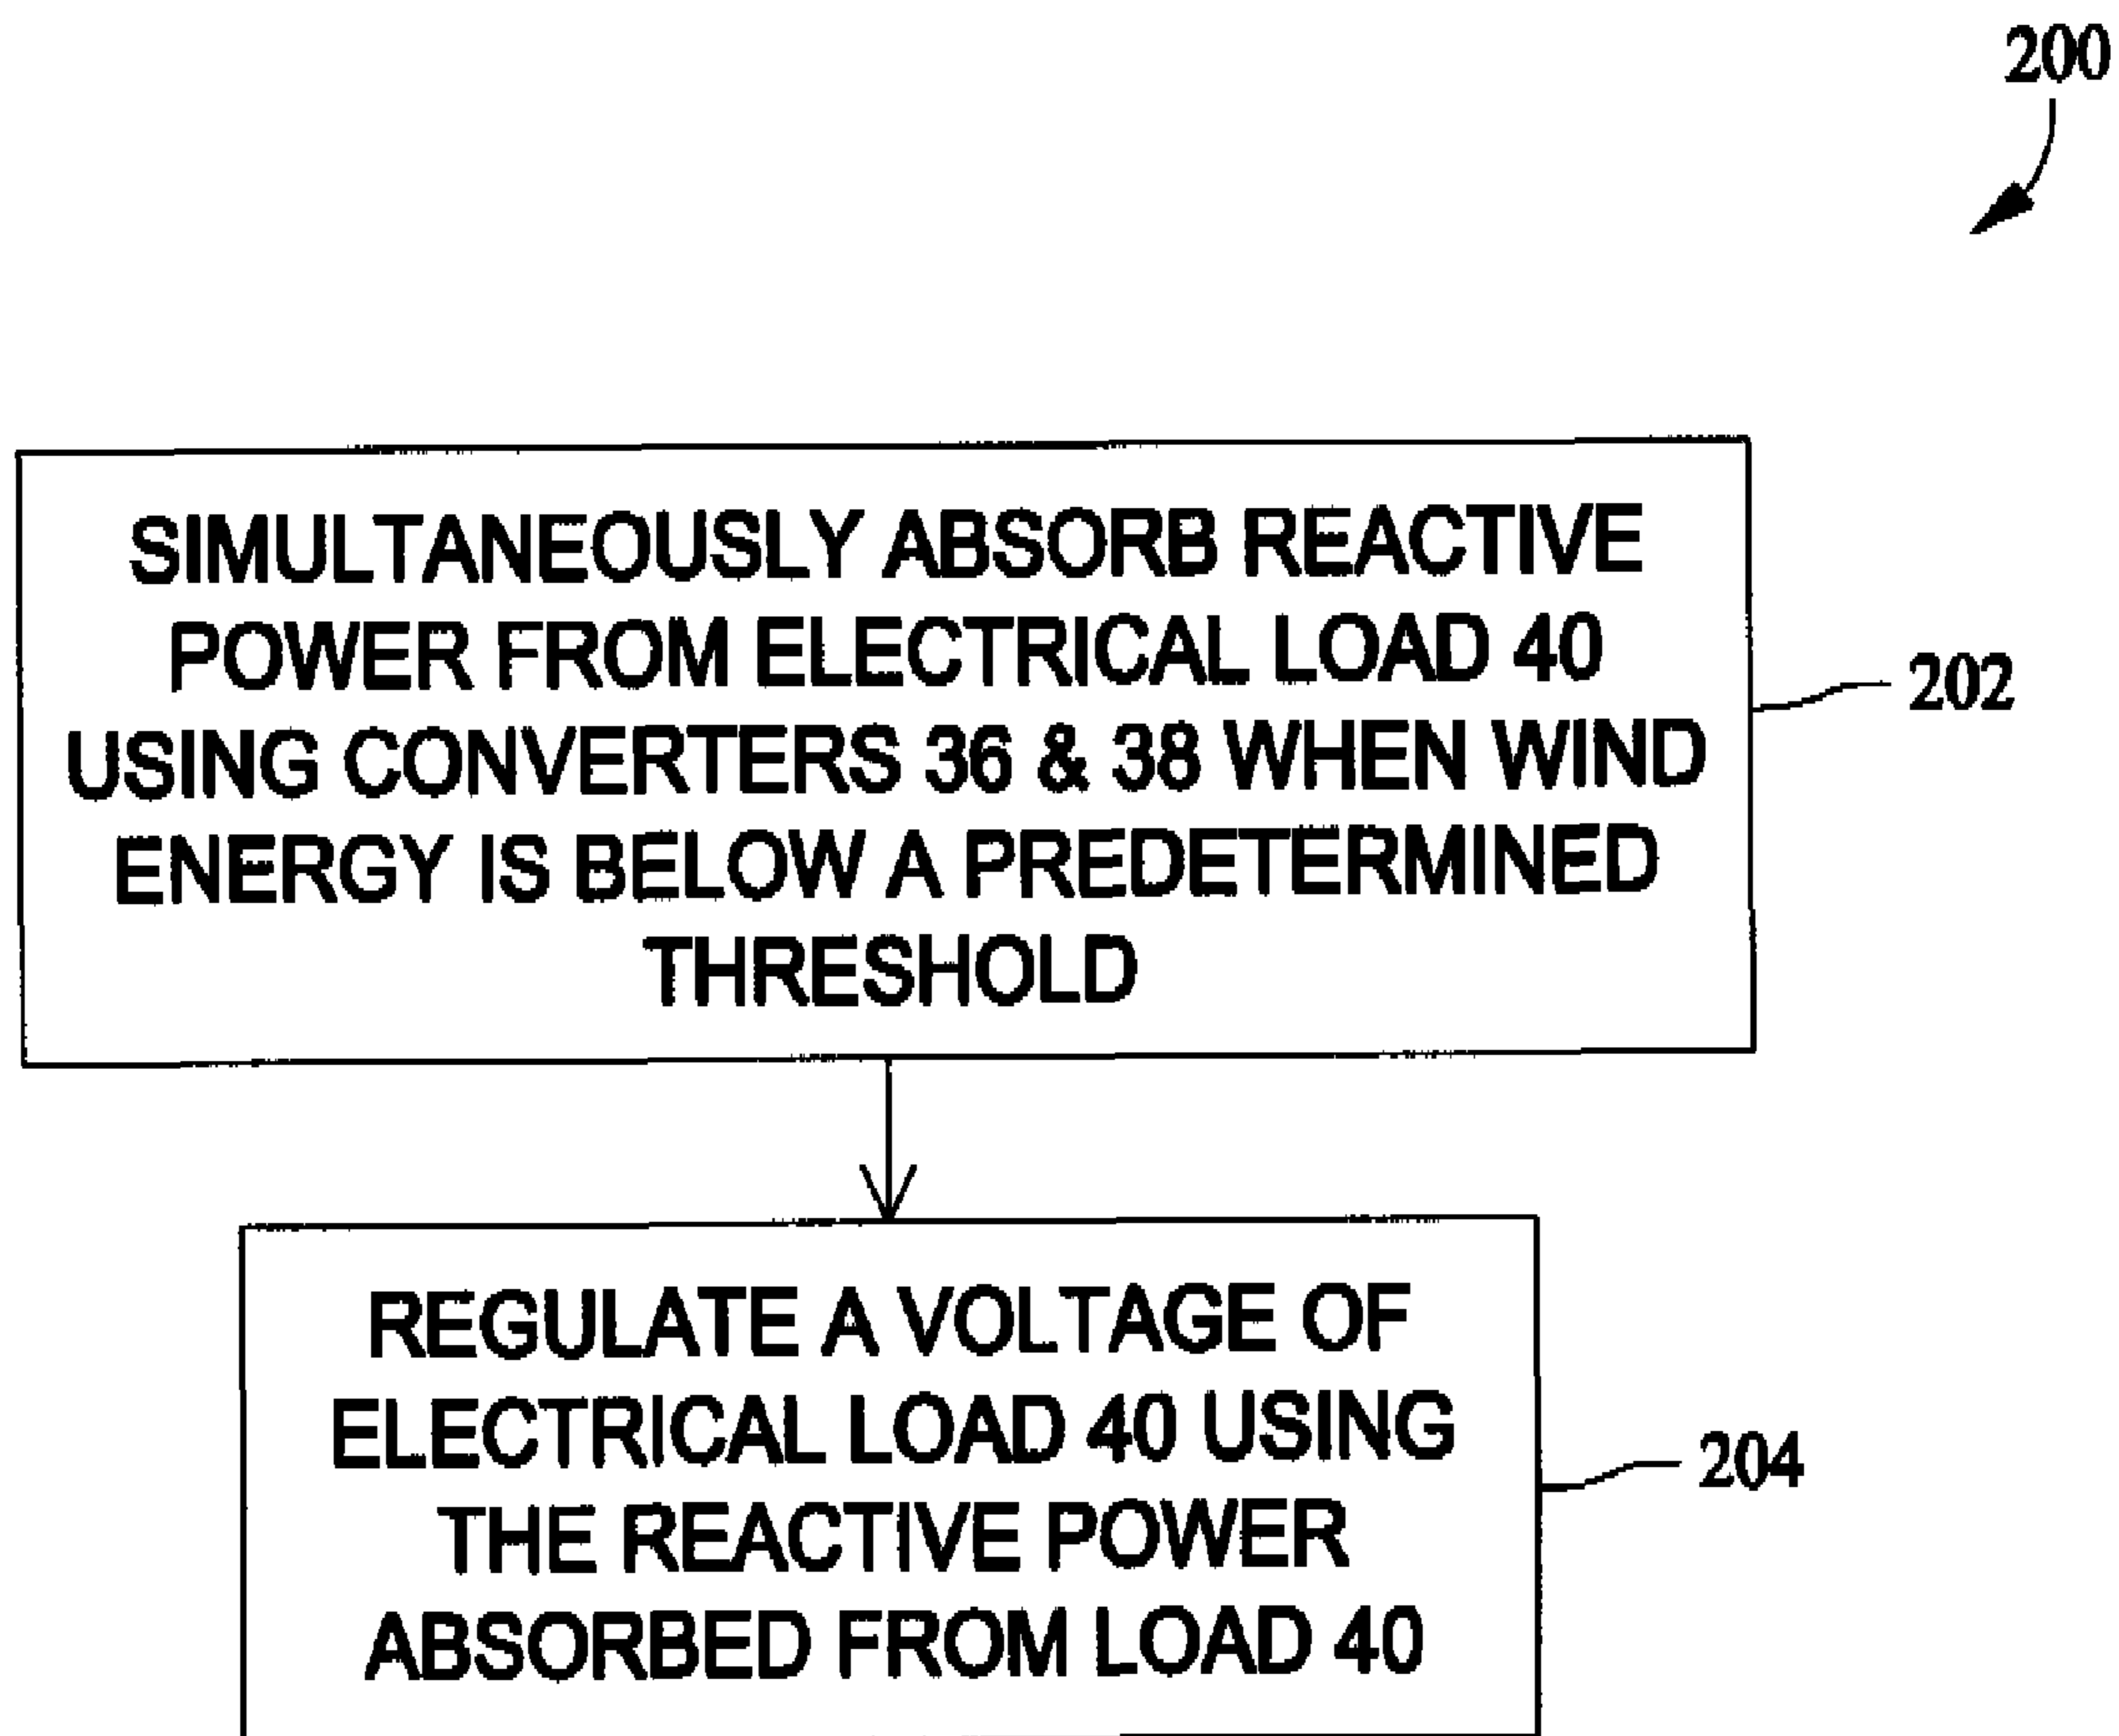 200
SIMULTANEOUSLY ABSORB REACTIVE
POWER FROM ELECTRICAL LOAD 40
USING CONVERTERS 36 & 38 WHEN WIND
ENERGY IS BELOW A PREDETERMINED
THRESHOLD
202
REGULATE A VOLTAGE OF
ELECTRICAL LOAD 40 USING
THE REACTIVE POWER
ABSORBED FROM LOAD 40
204